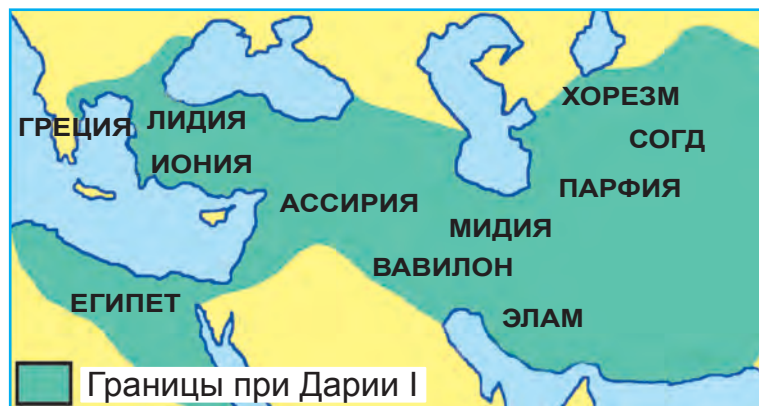 ХОРЕЗМ
ГРЕЦИЯ ЛИДИЯ
СОГД
ИОНИЯ
ПАРФИЯ
АССИРИЯ
МИДИЯ
ВАВИЛОН
ЕГИПЕТ
ЭЛАМ
Границы при Дарии I